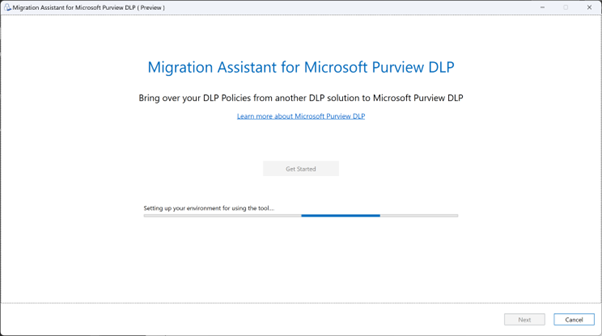 Migration Assistant for Microsoft Purview DLP ( Preview )
Migration Assistant for Microsoft Purview DLP
Bring over your DLP Policies from another DLP solution to Microsoft Purview DLP
Learn more about Microsoft Purview DLP
Get Started
Setting up your environment for using the tool...
Next
Cancel